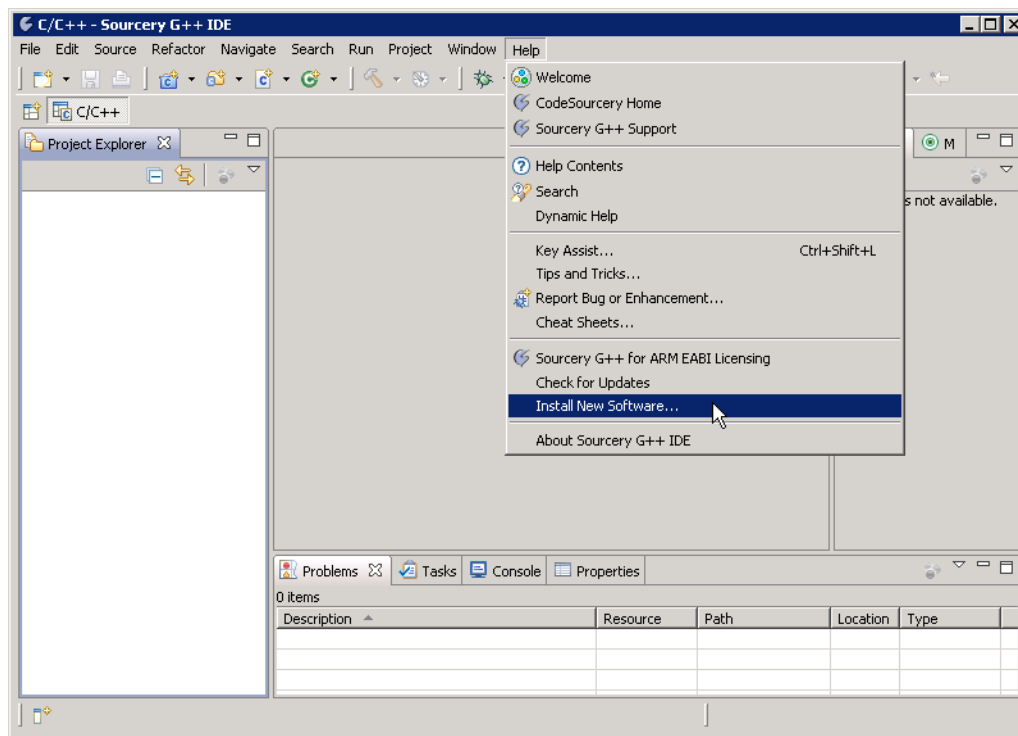 C/C++ - Sourcery G++ IDE
File Edit Source Refactor Navigate Search Run Project Window Help
Welcome
CodeSourcery Home
Sourcery G++ Support
Help Contents
Search
Dynamic Help
Key Assist... Ctrl+Shift+L
Tips and Tricks...
Report Bug or Enhancement...
Cheat Sheets...
Sourcery G++ for ARM EABI Licensing
Check for Updates
Install New Software...
About Sourcery G++ IDE
C/C++
Project Explorer
M
s not available.
Problems Tasks Console Properties
0 items
Description Resource Path Location Type